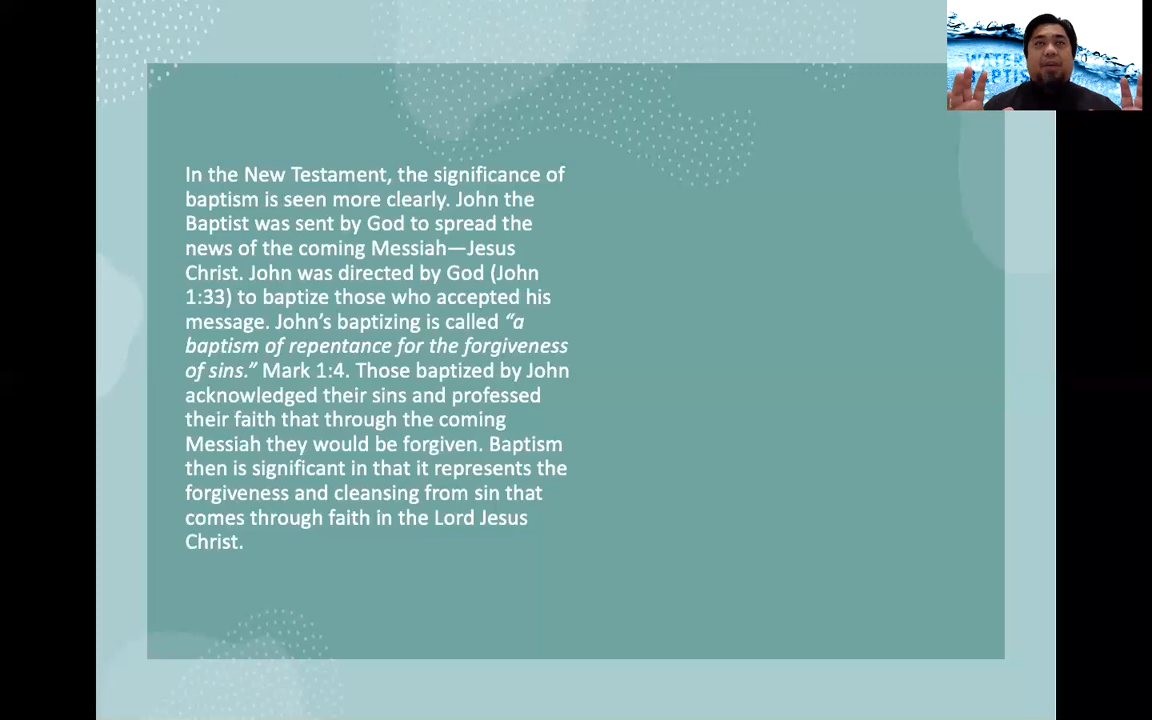 In the New Testament, the significance of
baptism is seen more clearly. John the
Baptist was sent by God to spread the
news of the coming Messiah—Jesus
Christ. John was directed by God (John
1:33) to baptize those who accepted his
message. John’s baptizing is called “a
baptism of repentance for the forgiveness
of sins.” Mark 1:4. Those baptized by John
acknowledged their sins and professed
their faith that through the coming
Messiah they would be forgiven. Baptism
then is significant in that it represents the
forgiveness and cleansing from sin that
comes through faith in the Lord Jesus
Christ.
WATER